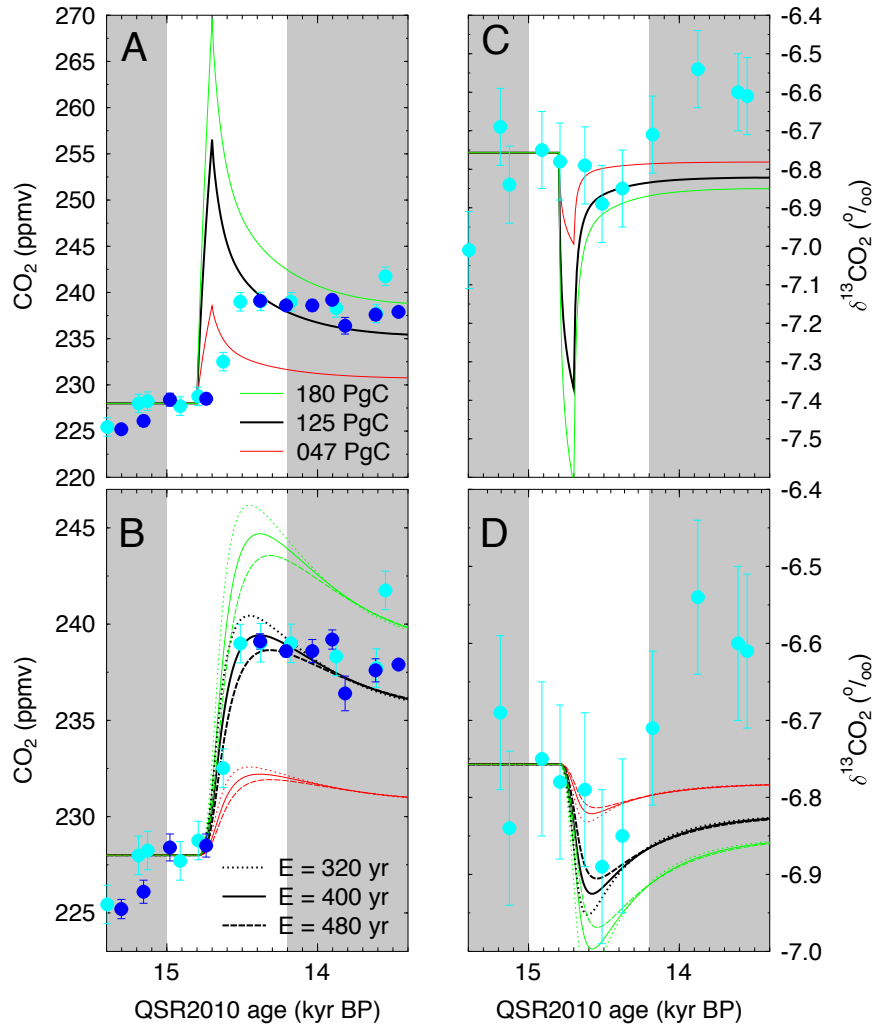 A
CO2 (ppmv)
270
265
260
255
250
245
240
235
230
225
220
180 PgC
125 PgC
047 PgC
C
-6.4
-6.5
-6.6
-6.7
-6.8
-6.9
-7.0
-7.1
-7.2
-7.3
-7.4
-7.5
δ13CO2 (o/oo)
B
CO2 (ppmv)
245
240
235
230
225
E = 320 yr
E = 400 yr
E = 480 yr
15 14
QSR2010 age (kyr BP)
D
-6.4
-6.5
-6.6
-6.7
-6.8
-6.9
-7.0
δ13CO2 (o/oo)
15 14
QSR2010 age (kyr BP)